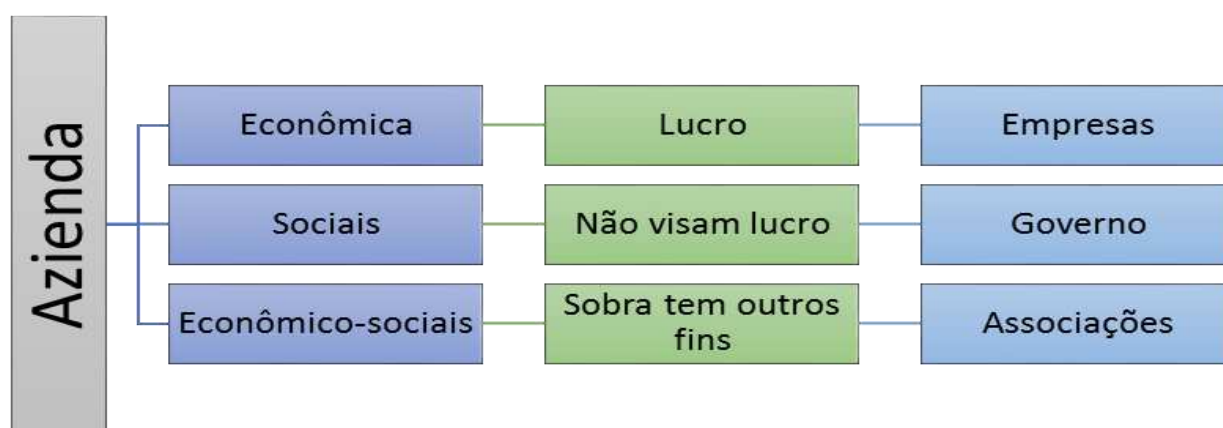 Azienda
Econômica
Lucro
Empresas
Sociais
Não visam lucro
Governo
Econômico-sociais
Sobra tem outros
fins
Associações